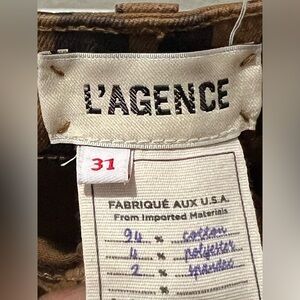 L'AGENCE
31
FABRIQUÉ AUX U.S.A.
From Imported Materials
94 % cotton
4 % polyester
2 % spandex
%